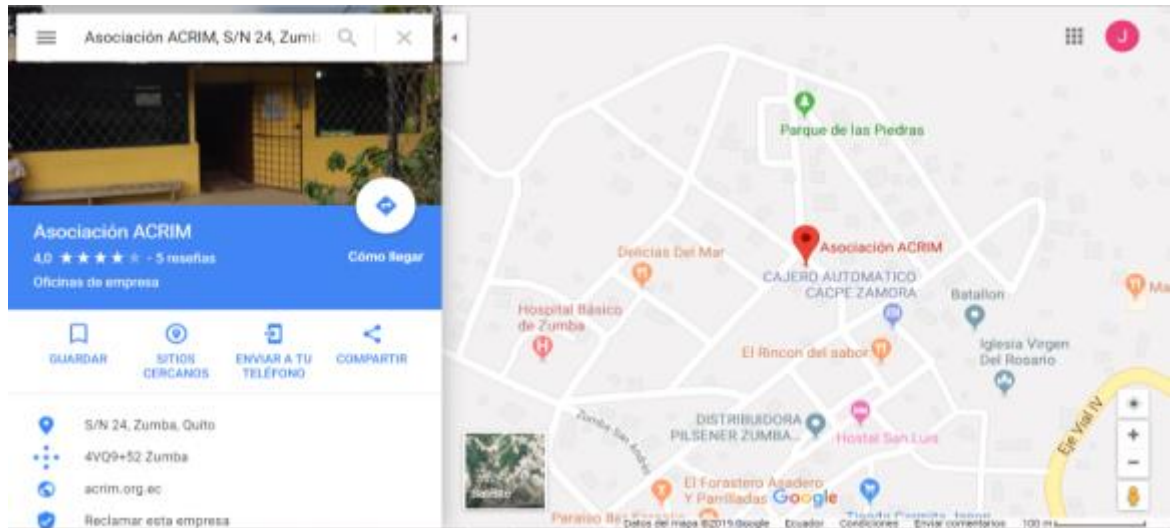 Asociación ACRIM, S/N 24, Zumb
Asociación ACRIM
4,0 ★★★★★ - 5 reseñas
Oficinas de empresa
Cómo llegar
GUARDAR
SITIOS
CERCANOS
ENVIAR A TU
TELÉFONO
COMPARTIR
S/N 24, Zumba, Quito
4VQ9+52 Zumba
acrim.org.ec
Reclamar esta empresa
J
Parque de las Piedras
Asociación ACRIM
Delicias Del Mar
CAJERO AUTOMATICO
CACPE ZAMORA
Batallon
Hospital Básico
de Zumba
H
El Rincon del sabor
Iglesia Virgen
Del Rosario
Ma
DISTRIBUIDORA
PILSENER ZUMBA...
Hostal San Luis
Zumba San Andrés
Eje Vial IV
Satélite
El Forastero Asadero
Y Parrilladas
Google
Paraiso
Datos del mapa ©2019 Google Ecuador Condiciones Enviar comentarios 100 m